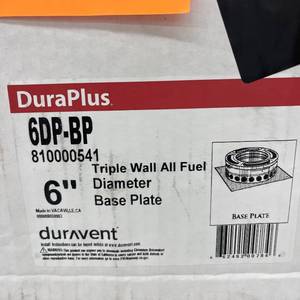 DuraPlus
6DP-BP
810000541
6"
Made in VACAVILLE, CA
Triple Wall All Fuel
Diameter
Base Plate
BASE PLATE
duravent